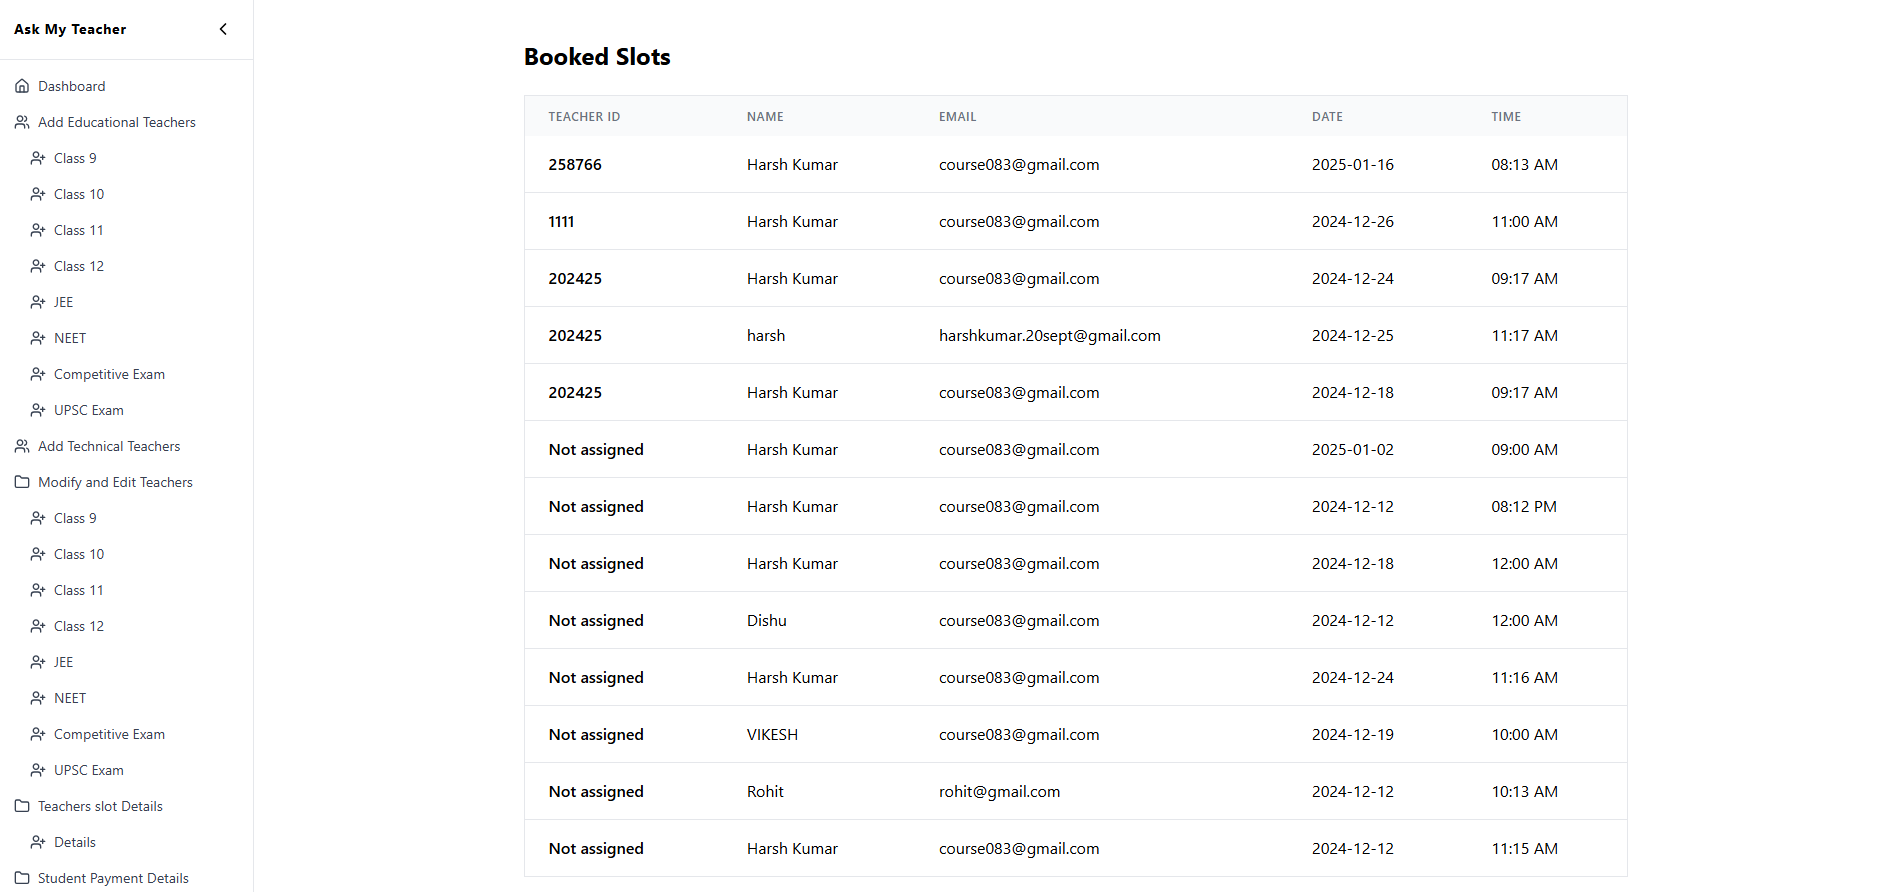 Ask My Teacher
Dashboard
Add Educational Teachers
Class 9
Class 10
Class 11
Class 12
JEE
NEET
Competitive Exam
UPSC Exam
Add Technical Teachers
Modify and Edit Teachers
Class 9
Class 10
Class 11
Class 12
JEE
NEET
Competitive Exam
UPSC Exam
Teachers slot Details
Details
Student Payment Details
Booked Slots
TEACHER ID NAME EMAIL DATE TIME
258766 Harsh Kumar course083@gmail.com 2025-01-16 08:13 AM
1111 Harsh Kumar course083@gmail.com 2024-12-26 11:00 AM
202425 Harsh Kumar course083@gmail.com 2024-12-24 09:17 AM
202425 harsh harshkumar.20sept@gmail.com 2024-12-25 11:17 AM
202425 Harsh Kumar course083@gmail.com 2024-12-18 09:17 AM
Not assigned Harsh Kumar course083@gmail.com 2025-01-02 09:00 AM
Not assigned Harsh Kumar course083@gmail.com 2024-12-12 08:12 PM
Not assigned Harsh Kumar course083@gmail.com 2024-12-18 12:00 AM
Not assigned Dishu course083@gmail.com 2024-12-12 12:00 AM
Not assigned Harsh Kumar course083@gmail.com 2024-12-24 11:16 AM
Not assigned VIKESH course083@gmail.com 2024-12-19 10:00 AM
Not assigned Rohit rohit@gmail.com 2024-12-12 10:13 AM
Not assigned Harsh Kumar course083@gmail.com 2024-12-12 11:15 AM